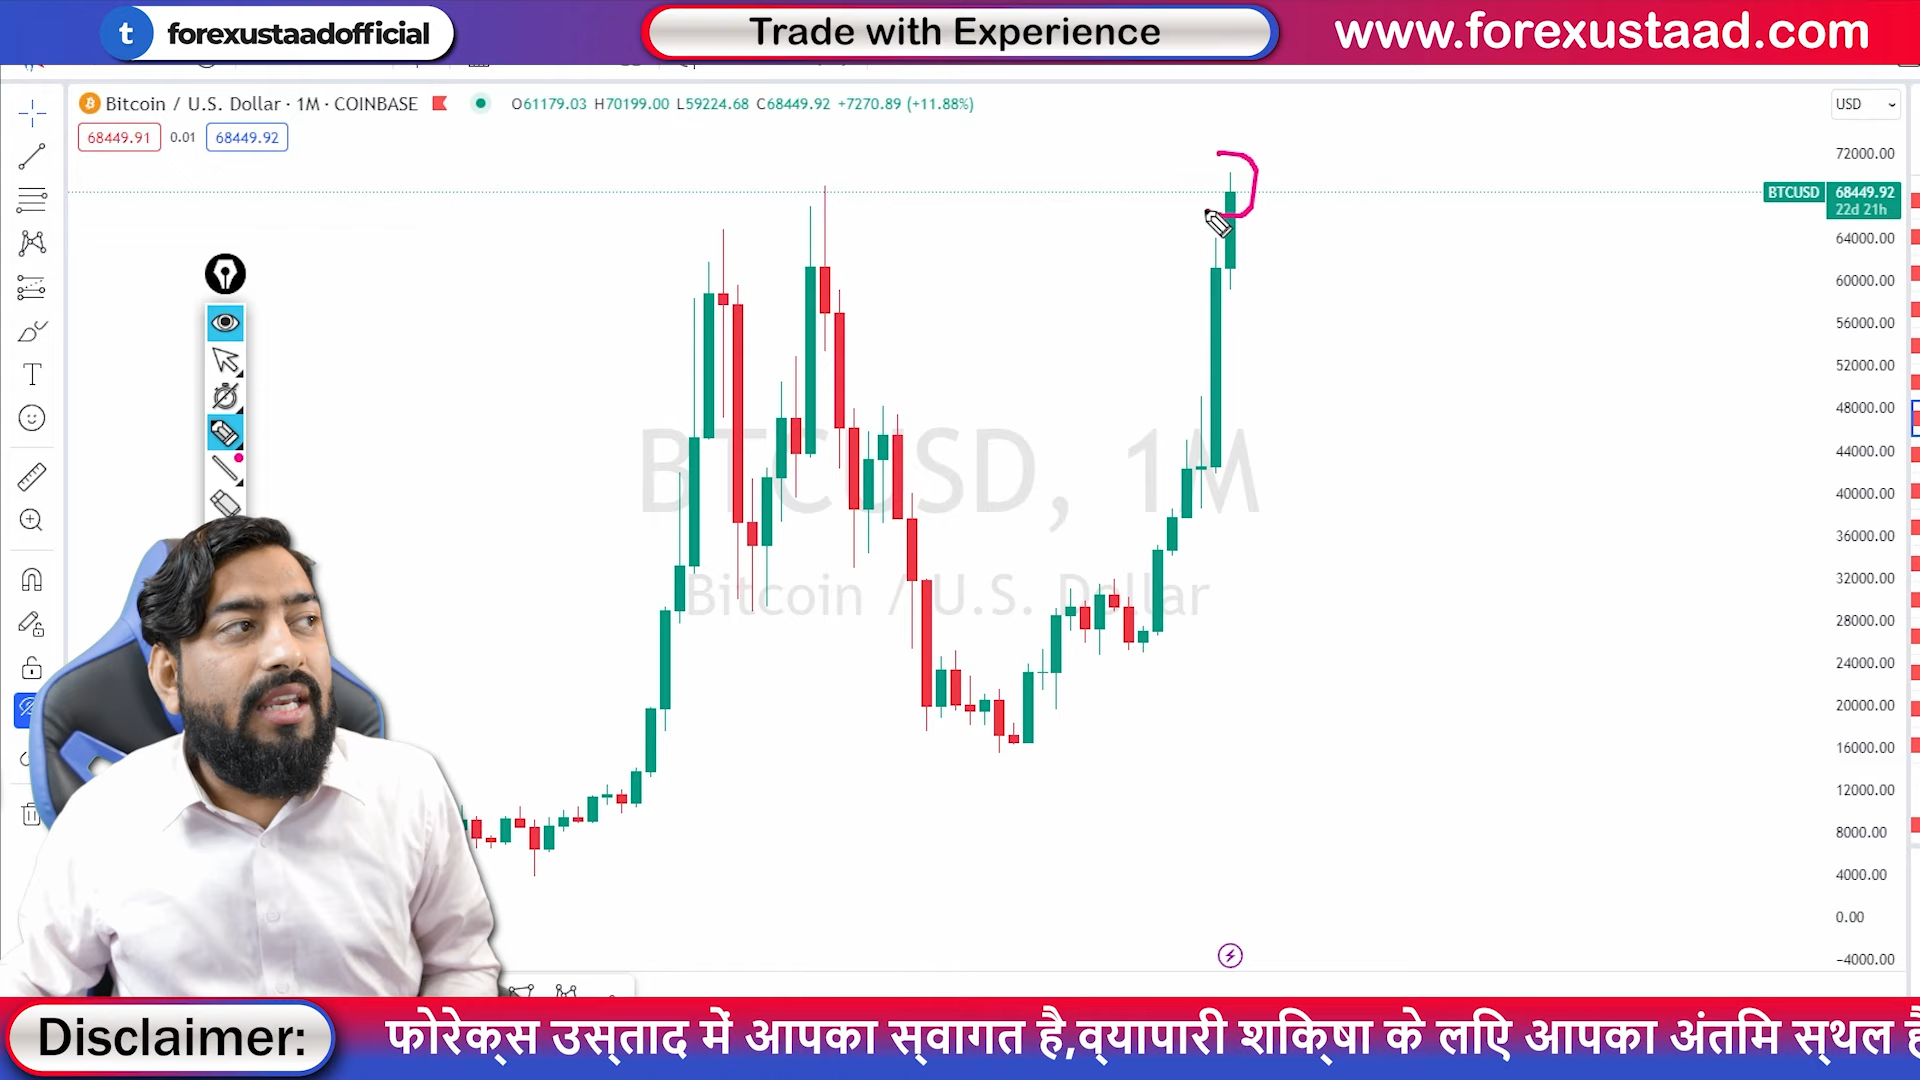 t forexustaadofficial
Trade with Experience
www.forexustaad.com
Bitcoin / U.S. Dollar · 1M · COINBASE
O61179.03 H70199.00 L59224.68 C68449.92 +7270.89 (+11.88%)
USD
68449.91 0.01 68449.92
72000.00
BTCUSD 68449.92
22d 21h
64000.00
60000.00
56000.00
52000.00
48000.00
BTCUSD, 1M
44000.00
40000.00
36000.00
32000.00
Bitcoin / U.S. Dollar
28000.00
24000.00
20000.00
16000.00
12000.00
8000.00
4000.00
0.00
−4000.00
Disclaimer:
फोरेक्स उस्ताद में आपका स्वागत है,व्यापारी शिक्षा के लिए आपका अंतिम स्थल है